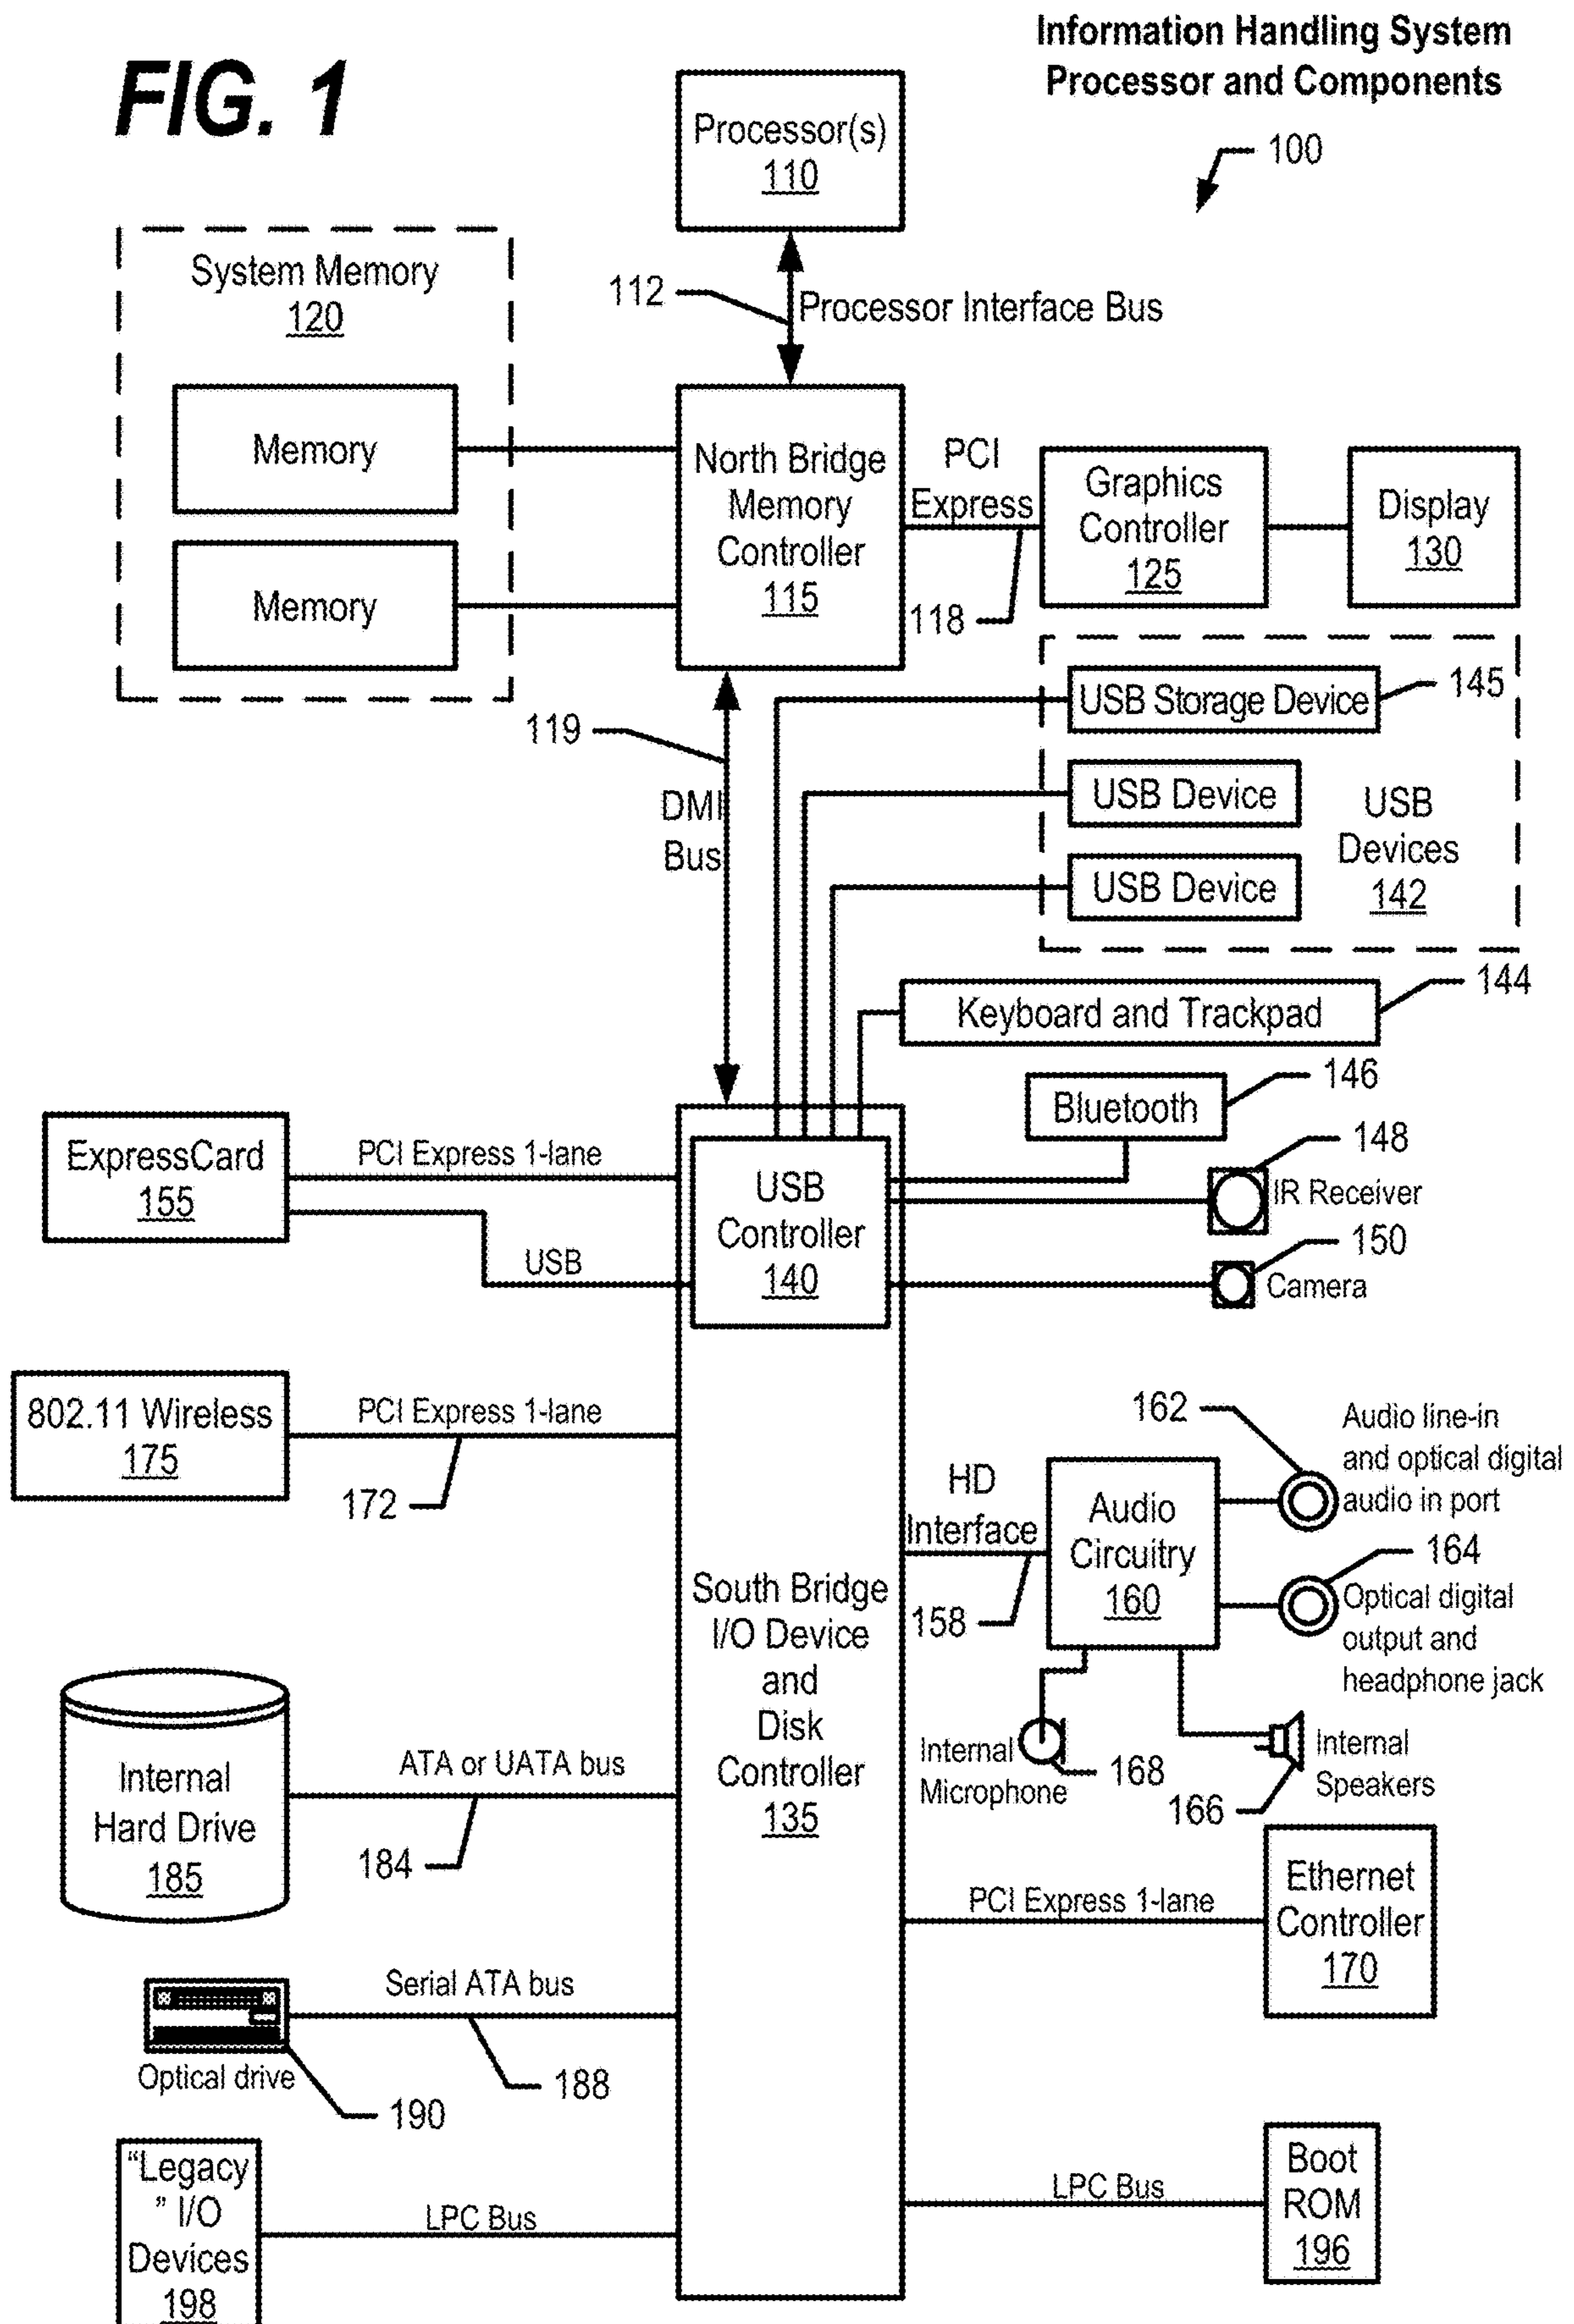 FIG. 1
Information Handling System
Processor and Components
100
Processor(s)
110
112
Processor Interface Bus
System Memory
120
Memory
Memory
North Bridge
Memory
Controller
115
PCI
Express
118
Graphics
Controller
125
Display
130
119
DMI
Bus
USB Storage Device
145
USB Device
USB Device
USB
Devices
142
Keyboard and Trackpad
144
Bluetooth
146
148
IR Receiver
150
Camera
ExpressCard
155
PCI Express 1-lane
USB
USB
Controller
140
802.11 Wireless
175
PCI Express 1-lane
172
South Bridge
I/O Device
and
Disk
Controller
135
HD
Interface
158
Audio
Circuitry
160
162
Audio line-in
and optical digital
audio in port
164
Optical digital
output and
headphone jack
Internal
Microphone
168
166
Internal
Speakers
Internal
Hard Drive
185
ATA or UATA bus
184
PCI Express 1-lane
Ethernet
Controller
170
Serial ATA bus
188
Optical drive
190
“Legacy
” I/O
Devices
198
LPC Bus
LPC Bus
Boot
ROM
196